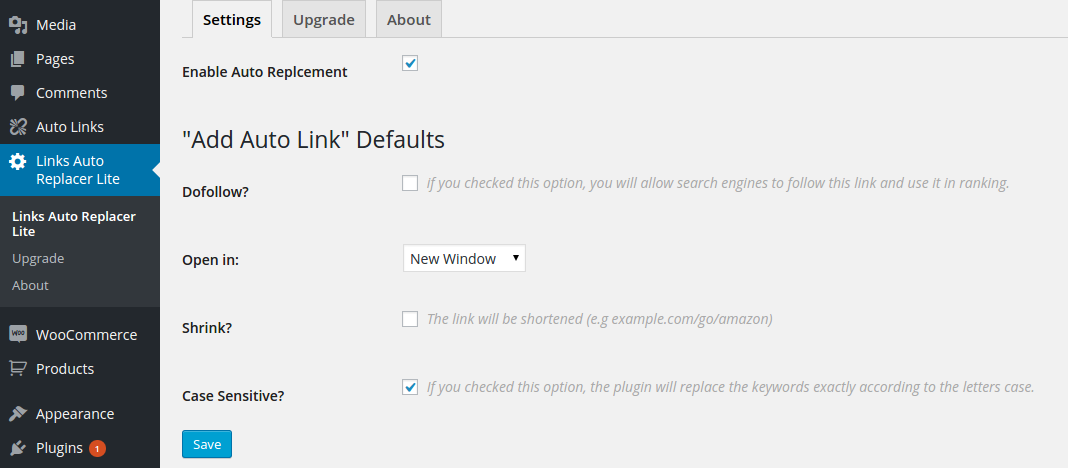 Media
Pages
Comments
Auto Links
Links Auto
Replacer Lite
Links Auto Replacer
Lite
Upgrade
About
WOO WooCommerce
Products
Appearance
Plugins 1
Settings Upgrade About
Enable Auto Replcement
"Add Auto Link" Defaults
Dofollow? If you checked this option, you will allow search engines to follow this link and use it in ranking.
Open in: New Window
Shrink? The link will be shortened (e.g example.com/go/amazon)
Case Sensitive? If you checked this option, the plugin will replace the keywords exactly according to the letters case.
Save